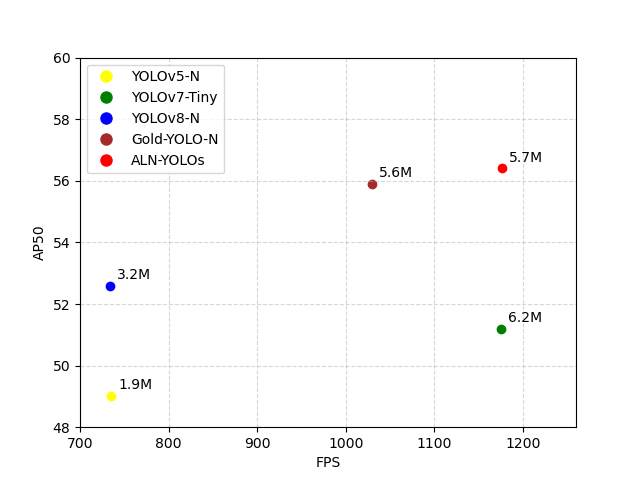 60
58
56
54
52
50
48
AP50
YOLOv5-N
YOLOv7-Tiny
YOLOv8-N
Gold-YOLO-N
ALN-YOLOs
5.7M
5.6M
3.2M
6.2M
1.9M
700 800 900 1000 1100 1200
FPS